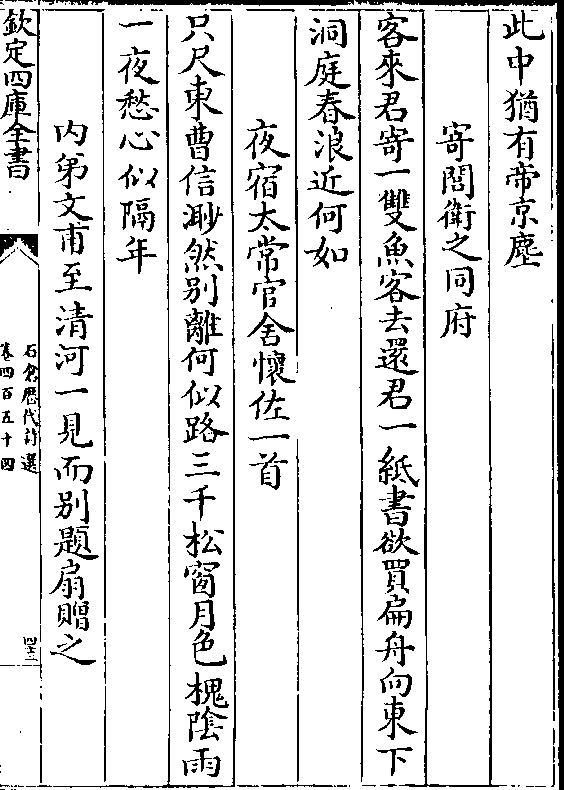 此中猶有帝京塵
寄閻衛之同府
客來君寄一雙魚客去還君一紙書欲買扁舟向東下
洞庭春浪近何如
夜宿太常官舍懷佐一首
只尺東曹信渺然別離何似路三千松窗月色槐陰雨
一夜愁心似隔年
内弟文甫至清河一見而別題扇贈之
欽定四庫全書
石倉歷代詩選
卷四百五十四